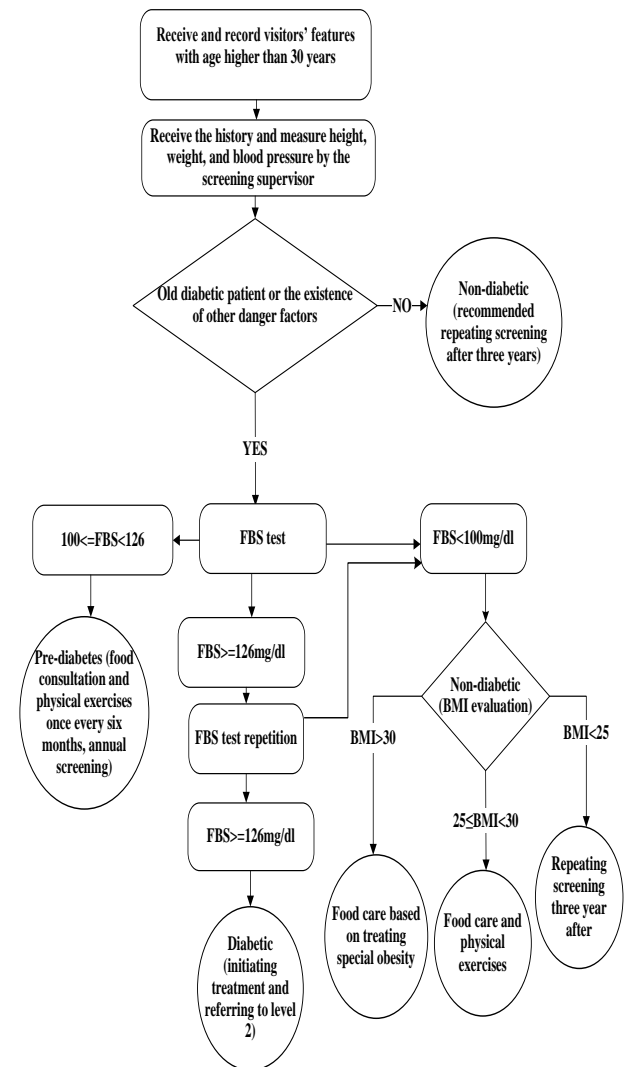 Receive and record visitors' features
with age higher than 30 years
Receive the history and measure height,
weight, and blood pressure by the
screening supervisor
Old diabetic patient or the existence
of other danger factors
NO
Non-diabetic
(recommended
repeating screening
after three years)
YES
100<=FBS<126
FBS test
FBS<100mg/dl
Pre-diabetes (food
consultation and
physical exercises
once every six
months, annual
screening)
FBS>=126mg/dl
Non-diabetic
(BMI evaluation)
FBS test repetition
BMI>30
BMI<25
25≤BMI<30
FBS>=126mg/dl
Diabetic
(initiating
treatment and
referring to level
2)
Food care based
on treating
special obesity
Food care and
physical
exercises
Repeating
screening
three year
after